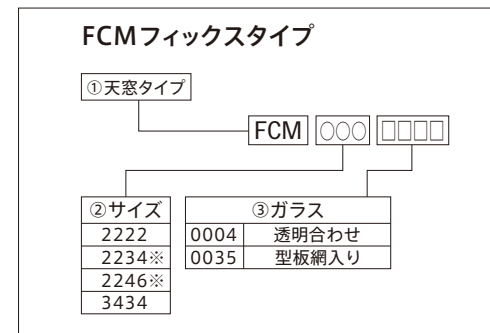 FCMフィックスタイプ
①天窓タイプ
FCM ○○○ □□□□
②サイズ
2222
2234※
2246※
3434
③ガラス
0004 透明合わせ
0035 型板網入り